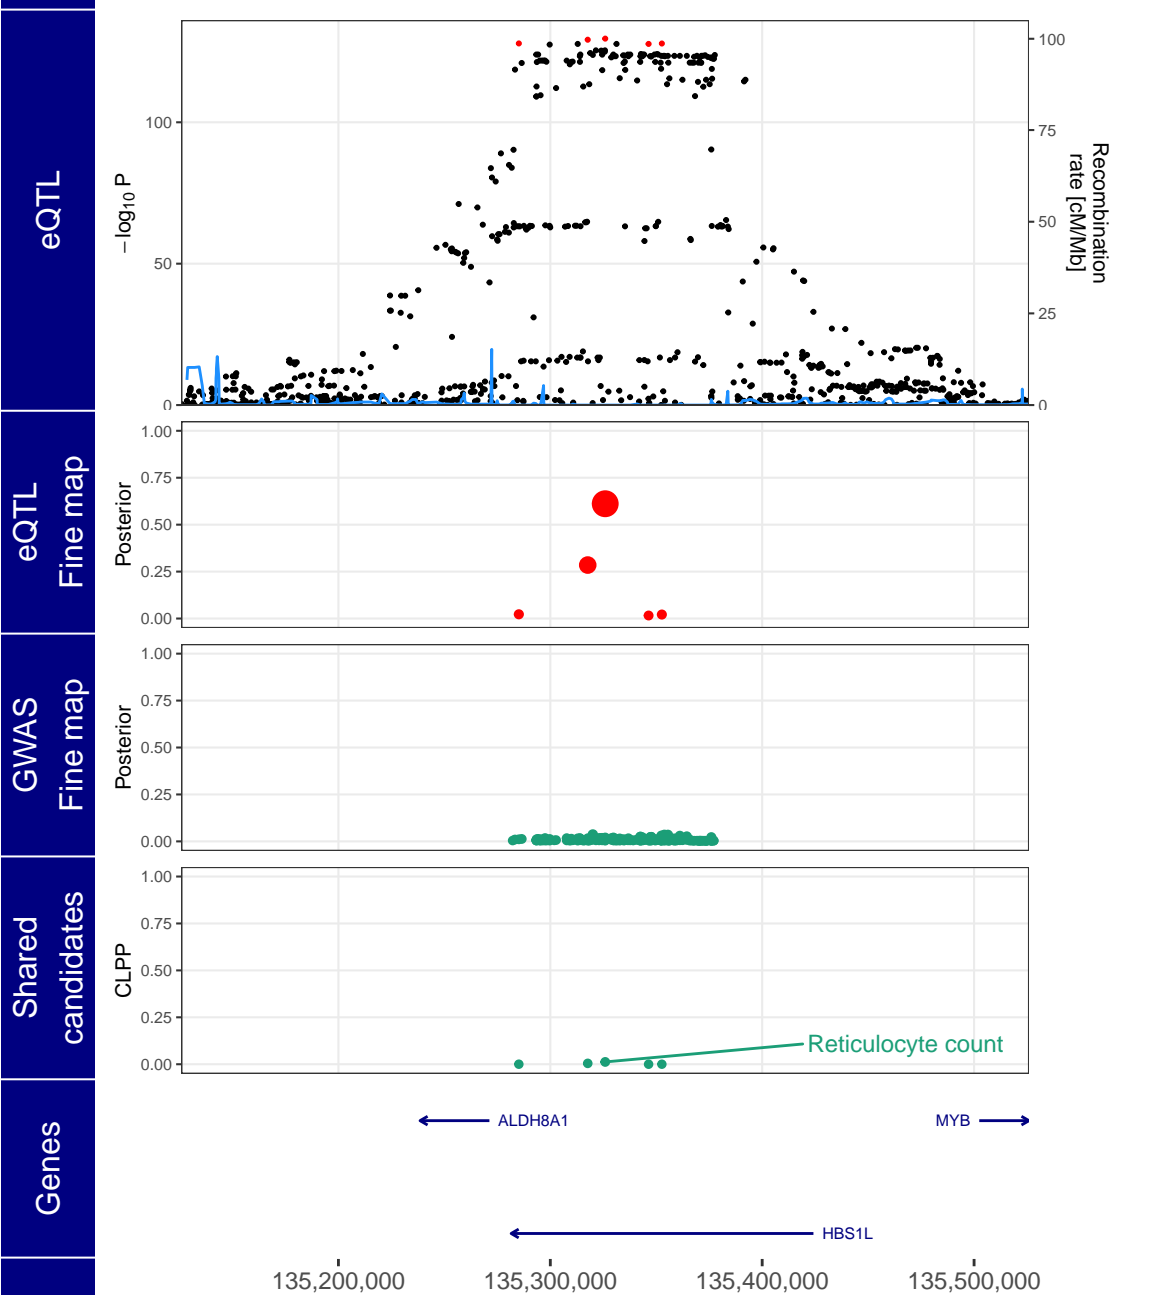 eQTL
−log10 P
100
50
0
100
75
50
25
0
Recombination
rate [cM/Mb]
eQTL
Fine map
Posterior
1.00
0.75
0.50
0.25
0.00
GWAS
Fine map
Posterior
1.00
0.75
0.50
0.25
0.00
Shared
candidates
CLPP
1.00
0.75
0.50
0.25
0.00
Reticulocyte count
Genes
ALDH8A1
MYB
HBS1L
135,200,000
135,300,000
135,400,000
135,500,000